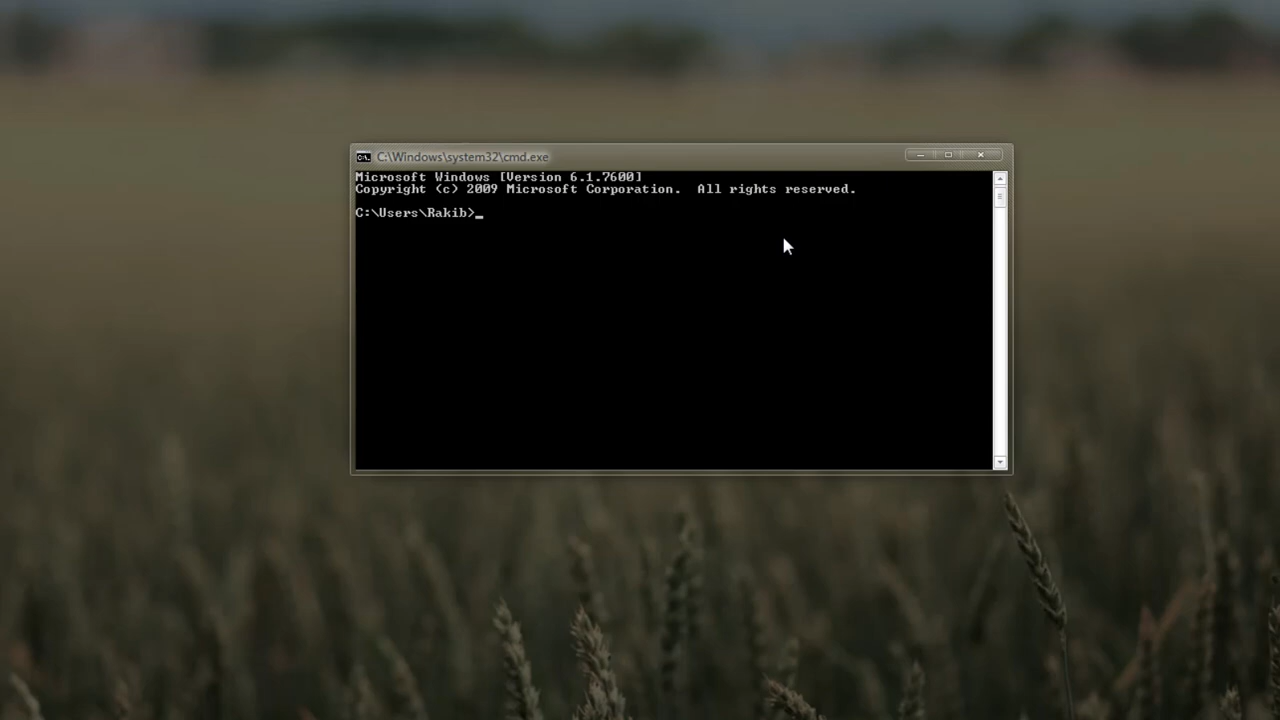 C:\Windows\system32\cmd.exe
Microsoft Windows [Version 6.1.7600]
Copyright (c) 2009 Microsoft Corporation.  All rights reserved.
C:\Users\Rakib>_